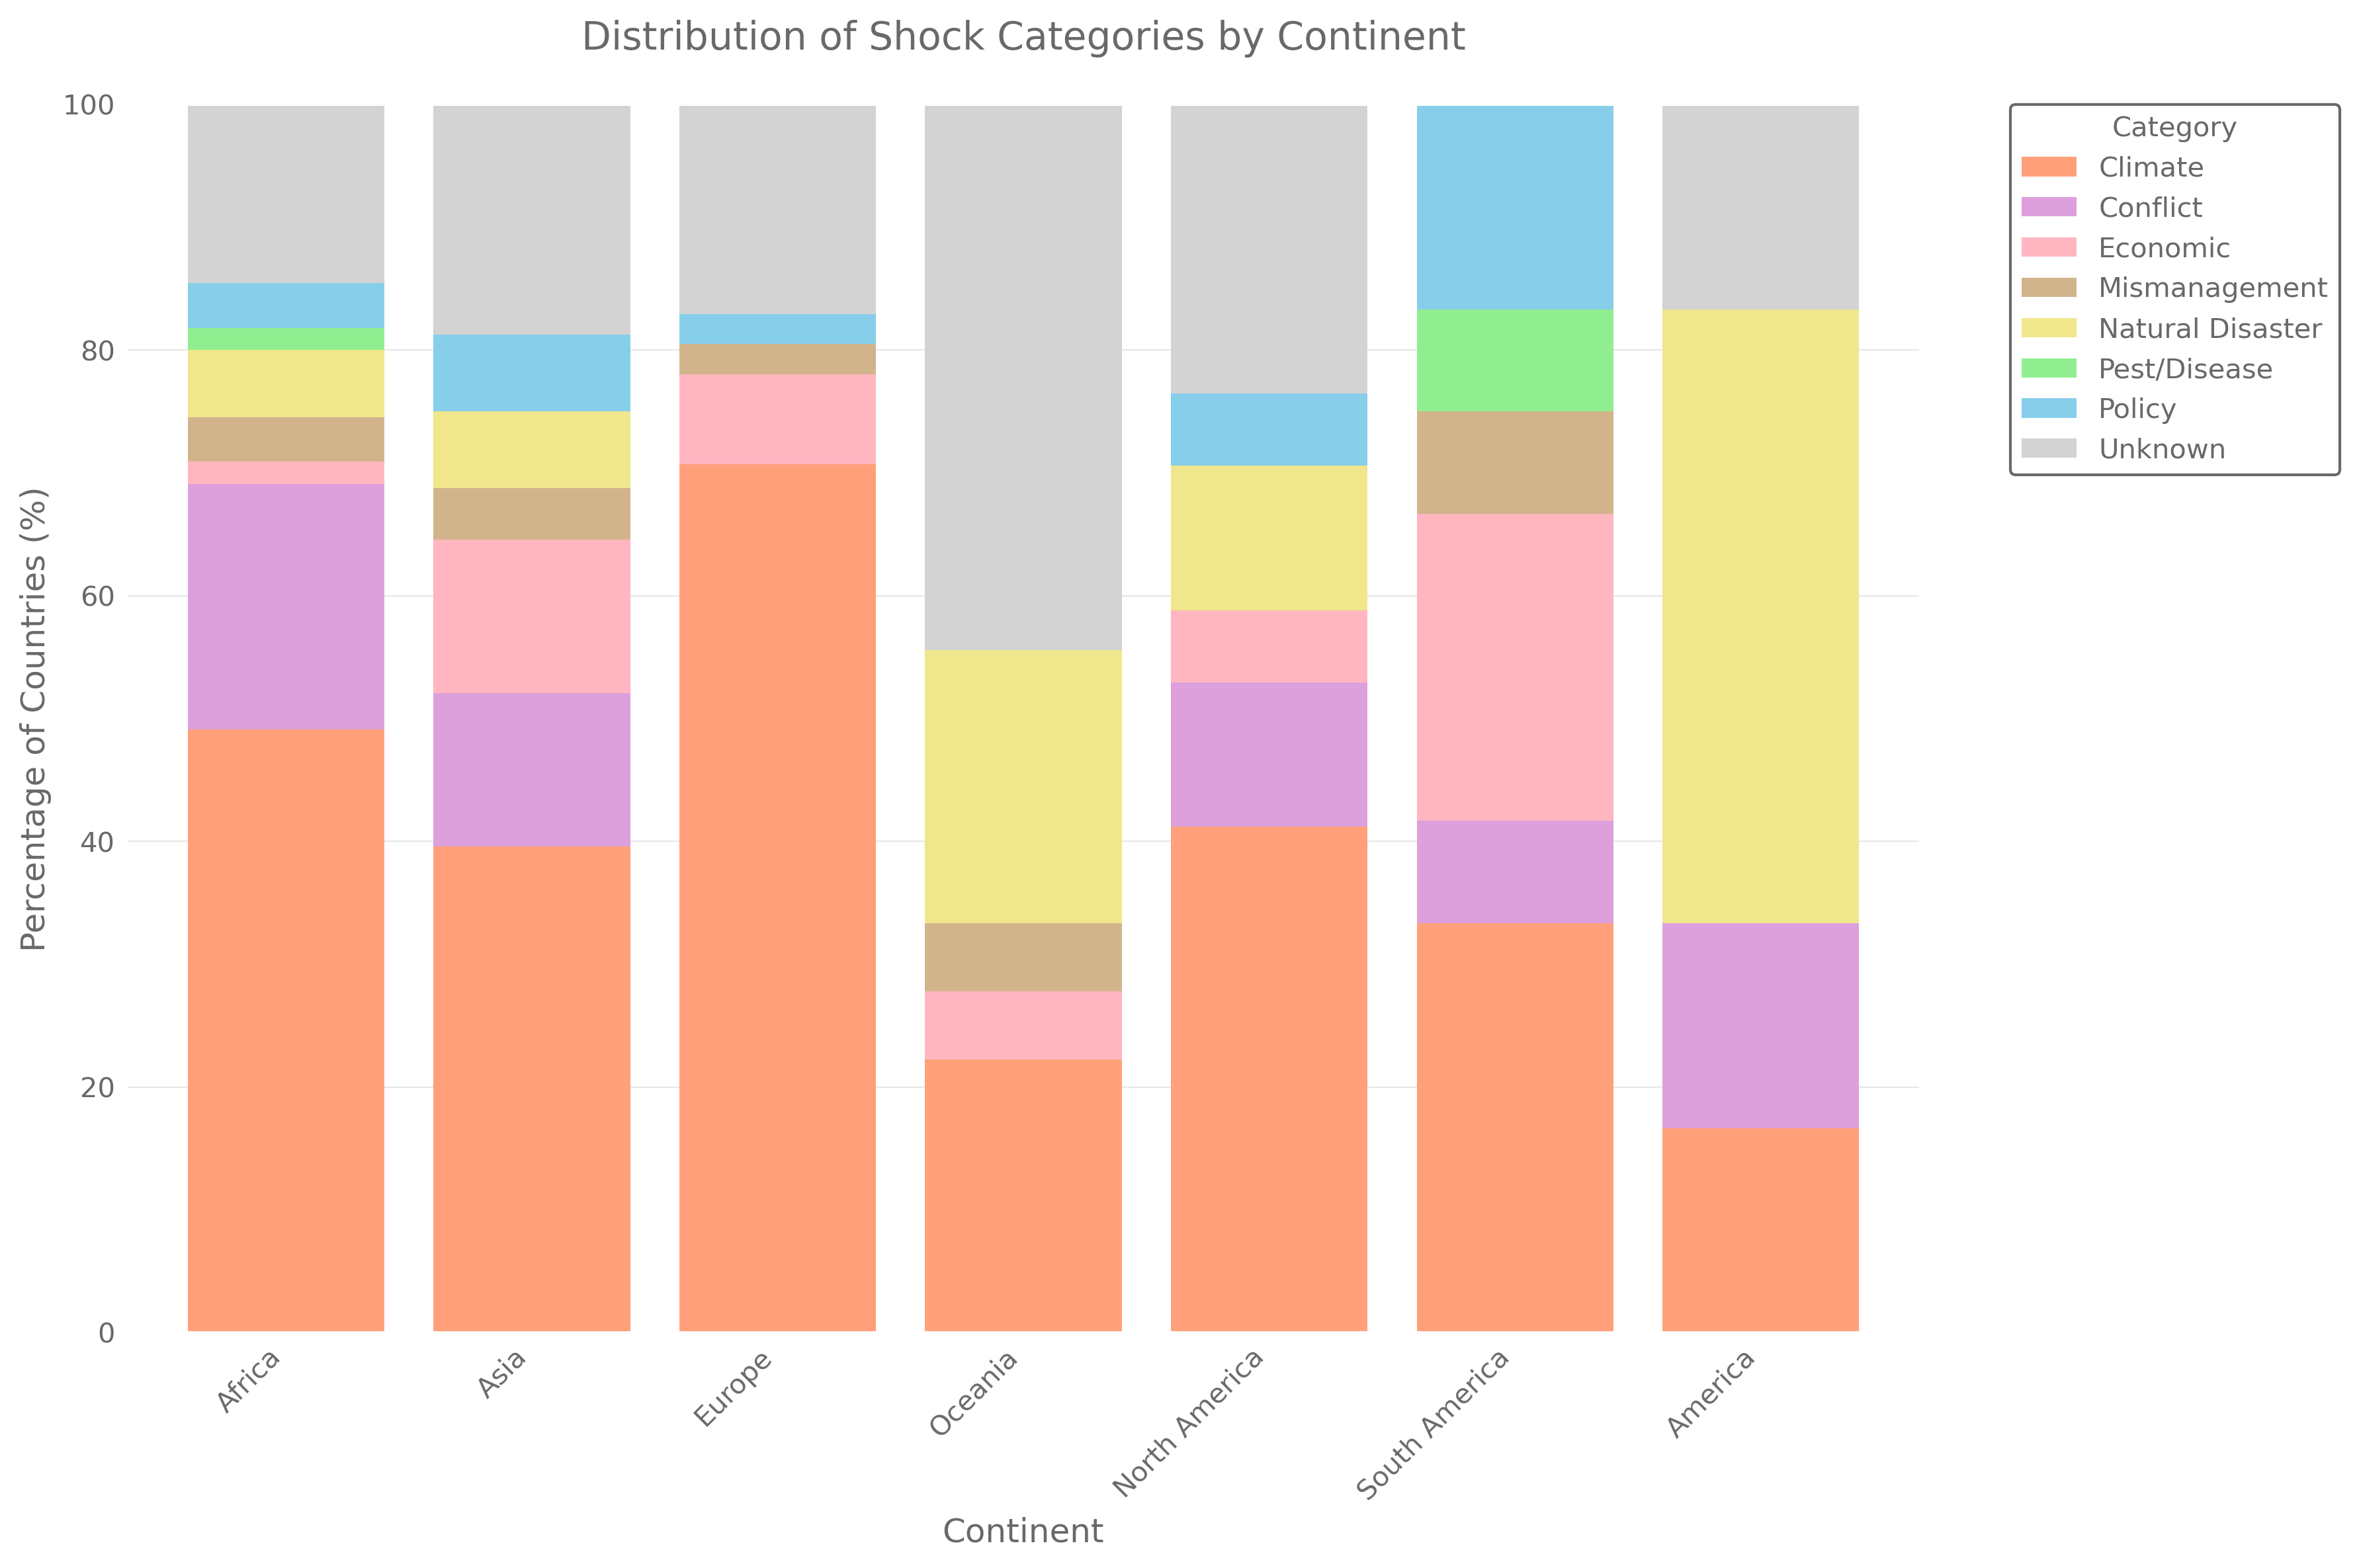 Distribution of Shock Categories by Continent
Percentage of Countries (%)
100
80
60
40
20
0
Africa
Asia
Europe
Oceania
North America
South America
America
Continent
Category
Climate
Conflict
Economic
Mismanagement
Natural Disaster
Pest/Disease
Policy
Unknown